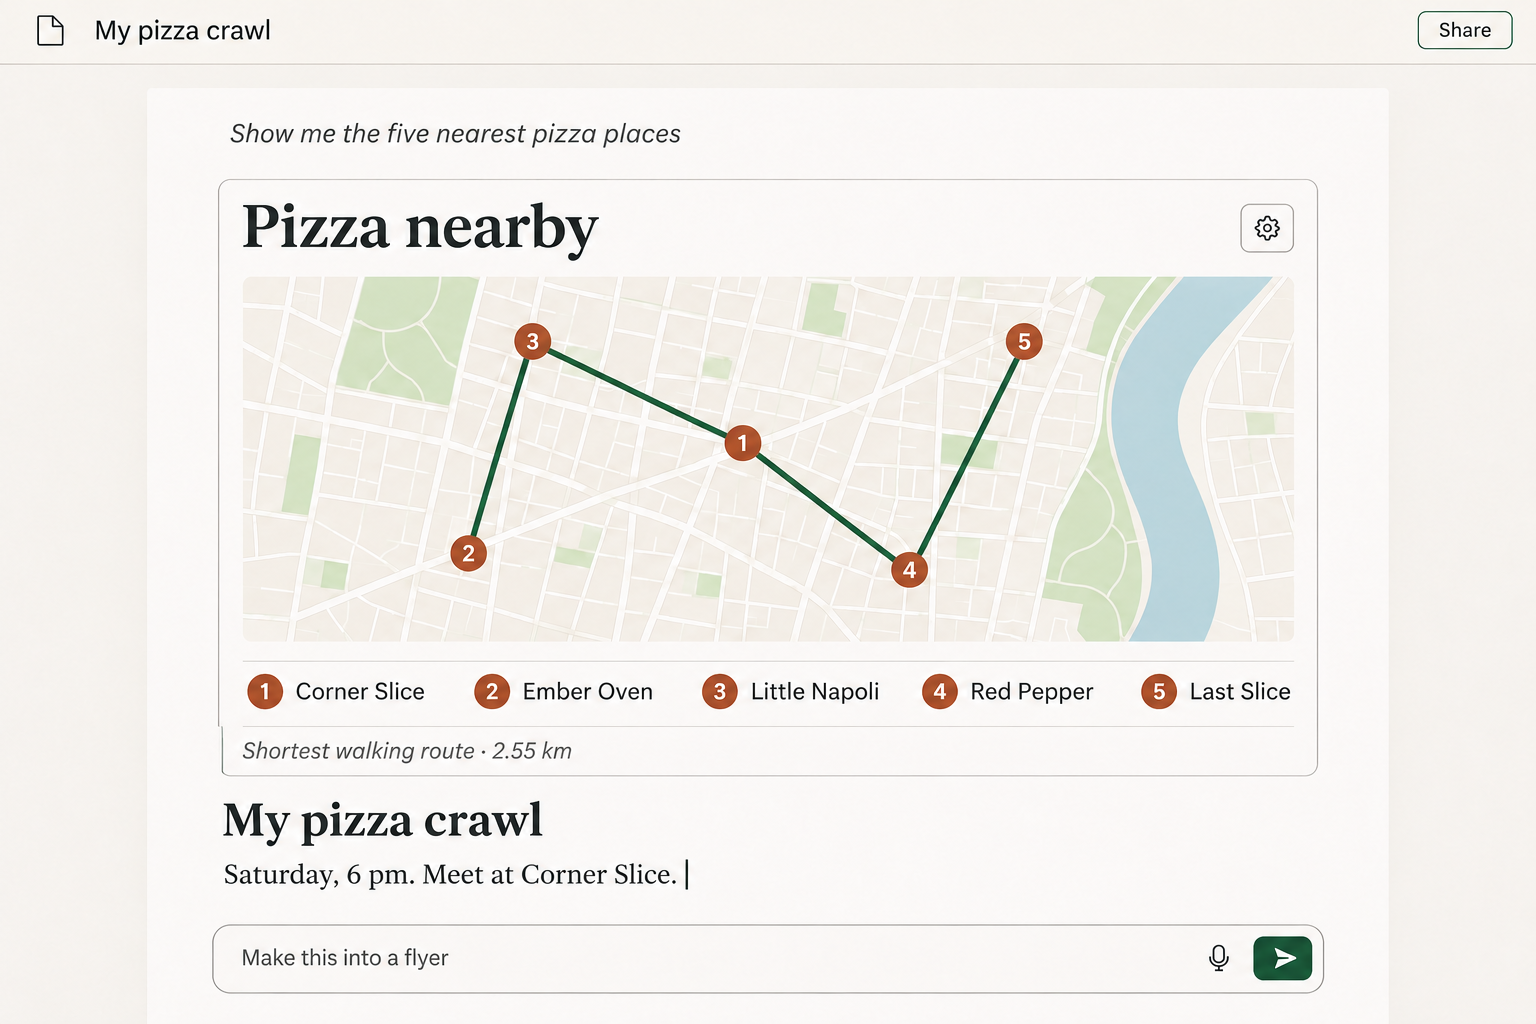 My pizza crawl
Share
Show me the five nearest pizza places
Pizza nearby
3
5
1
2
4
1 Corner Slice 2 Ember Oven 3 Little Napoli 4 Red Pepper 5 Last Slice
Shortest walking route · 2.55 km
My pizza crawl
Saturday, 6 pm. Meet at Corner Slice.
Make this into a flyer